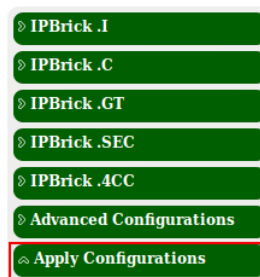 IPBrick .I
IPBrick .C
IPBrick .GT
IPBrick .SEC
IPBrick .4CC
Advanced Configurations
Apply Configurations